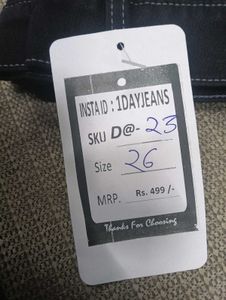 INSTA ID : 1DAYJEANS
SKU D@-23
Size 26
MRP. Rs. 499 /-
Thanks For Choosing